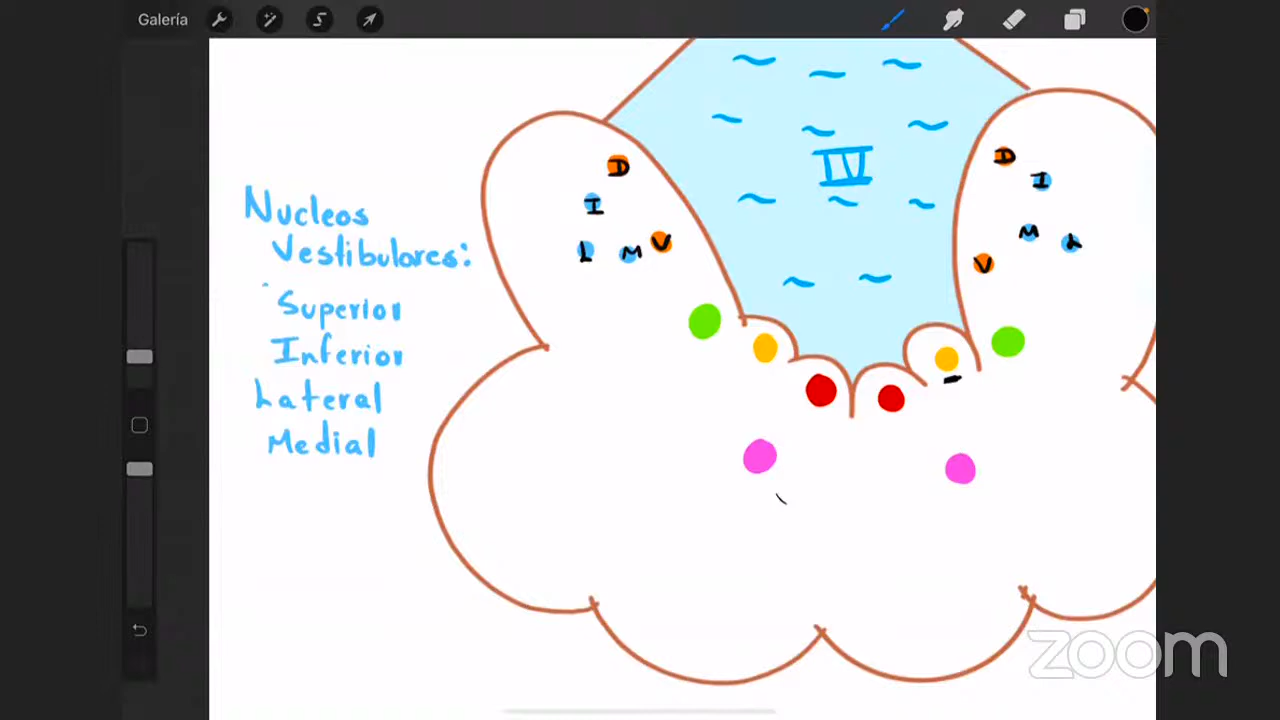 Galería
IV
D
D
I
I
L
M
V
M
L
V
Nucleos
Vestibulares:
Superior
Inferior
Lateral
Medial
zoom